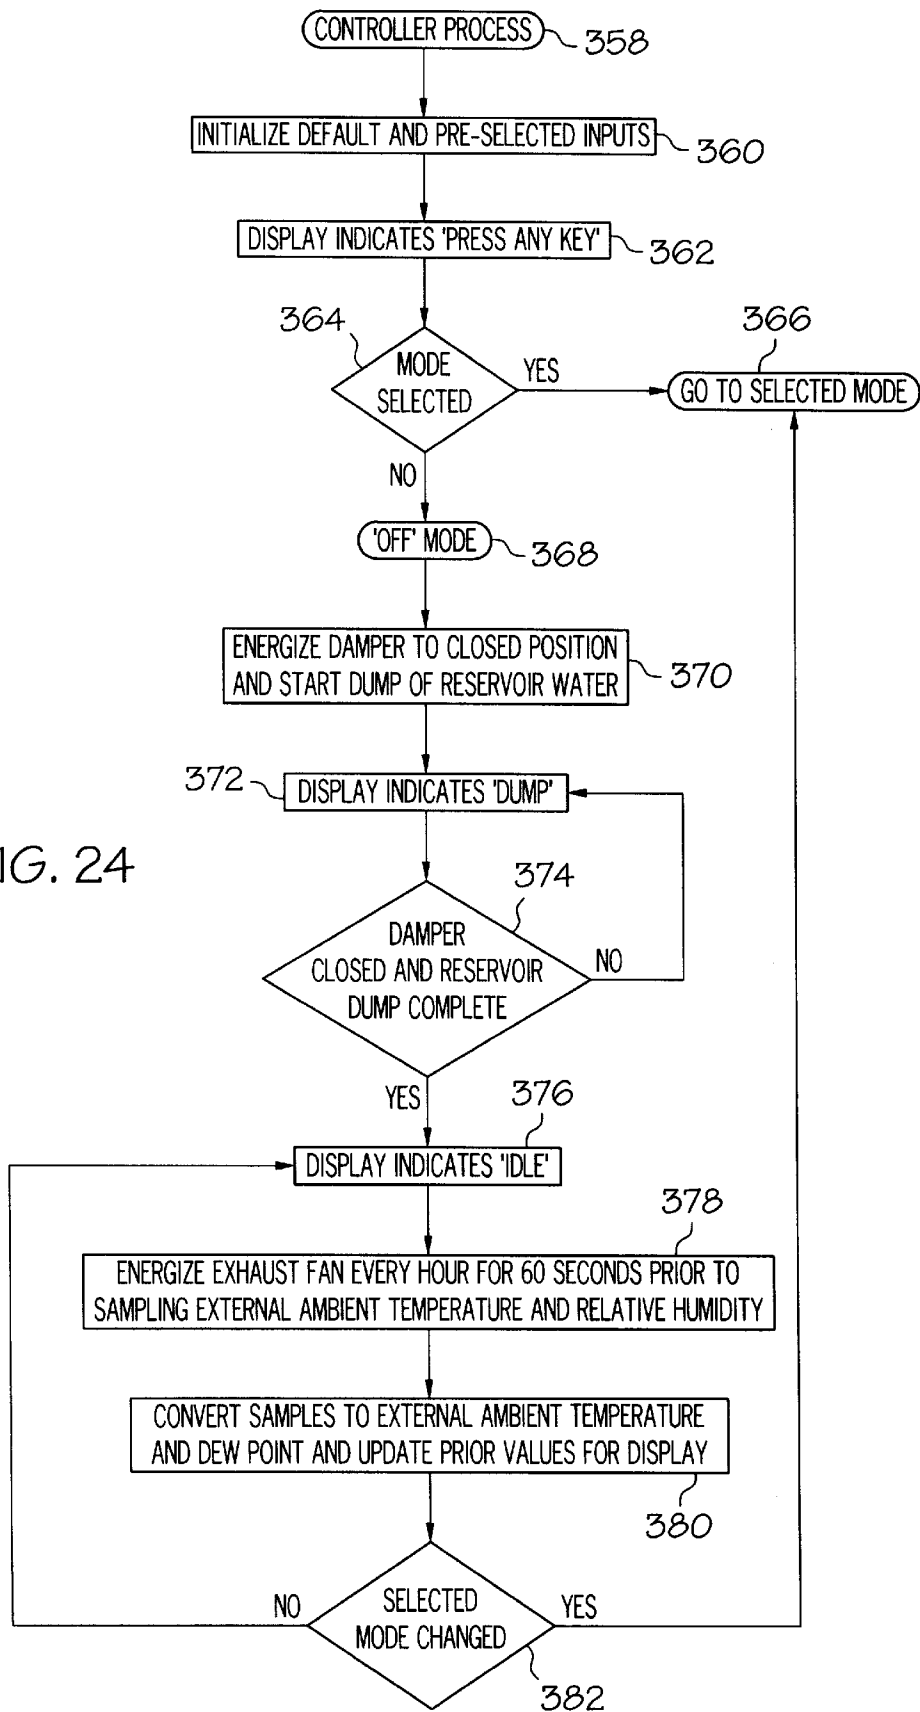 CONTROLLER PROCESS
358
INITIALIZE DEFAULT AND PRE-SELECTED INPUTS
360
DISPLAY INDICATES 'PRESS ANY KEY'
362
364
MODE
SELECTED
YES
366
GO TO SELECTED MODE
NO
'OFF' MODE
368
ENERGIZE DAMPER TO CLOSED POSITION
AND START DUMP OF RESERVOIR WATER
370
372
DISPLAY INDICATES 'DUMP'
IG. 24
374
DAMPER
CLOSED AND RESERVOIR
DUMP COMPLETE
NO
YES
376
DISPLAY INDICATES 'IDLE'
378
ENERGIZE EXHAUST FAN EVERY HOUR FOR 60 SECONDS PRIOR TO
SAMPLING EXTERNAL AMBIENT TEMPERATURE AND RELATIVE HUMIDITY
CONVERT SAMPLES TO EXTERNAL AMBIENT TEMPERATURE
AND DEW POINT AND UPDATE PRIOR VALUES FOR DISPLAY
380
NO
SELECTED
MODE CHANGED
YES
382